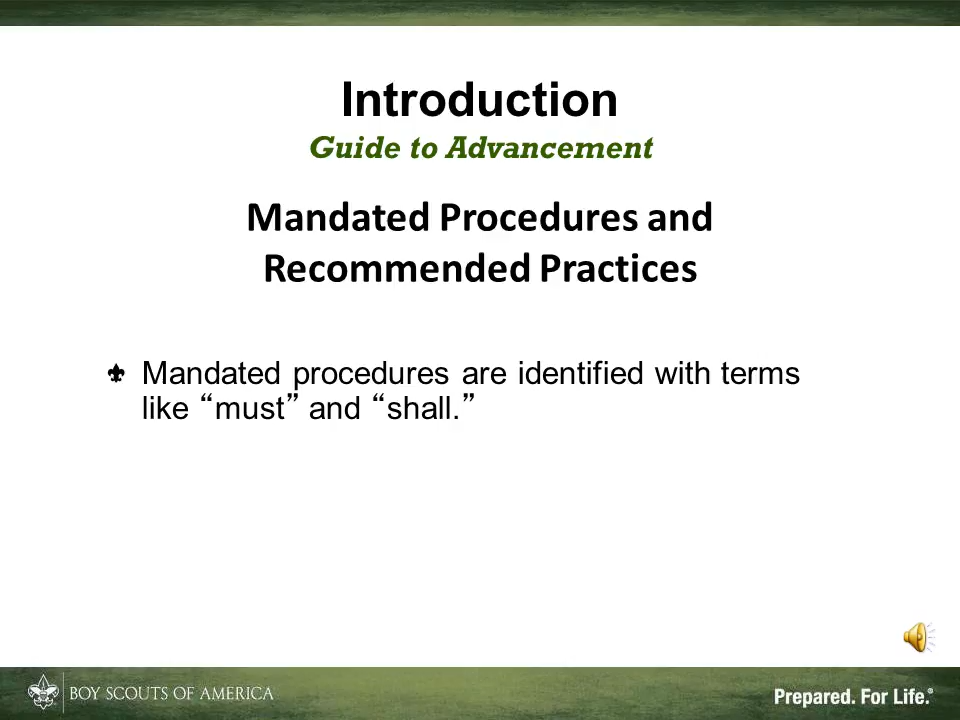 Introduction
Guide to Advancement
Mandated Procedures and
Recommended Practices
Mandated procedures are identified with terms
like “must” and “shall.”
BOY SCOUTS OF AMERICA
Prepared. For Life.®